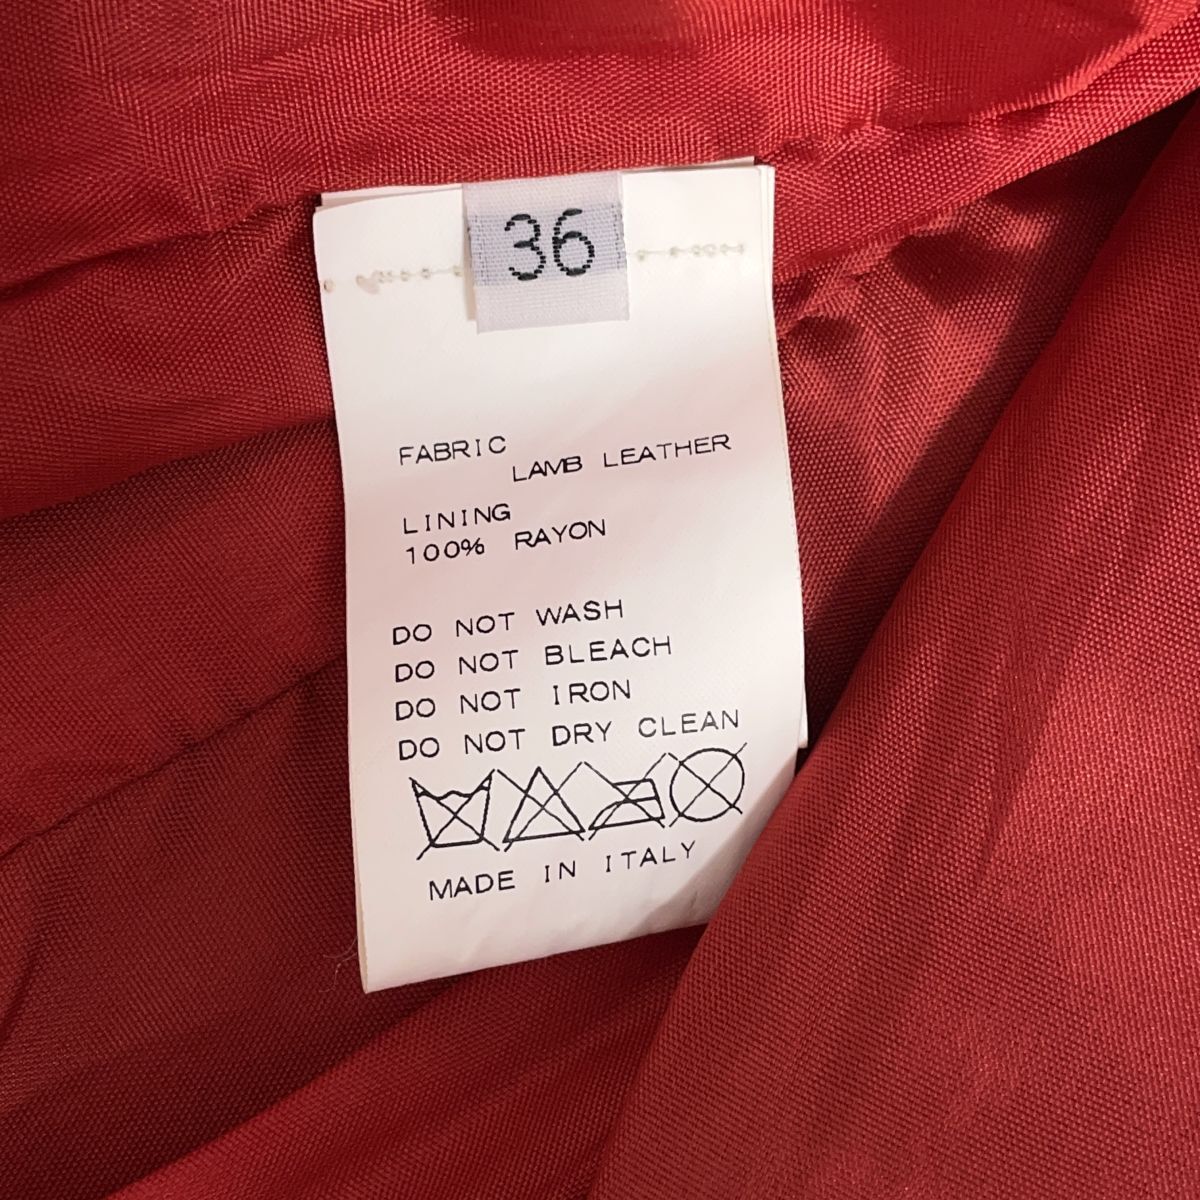 36
FABRIC
LAMB LEATHER
LINING
100% RAYON
DO NOT WASH
DO NOT BLEACH
DO NOT IRON
DO NOT DRY CLEAN
MADE IN ITALY